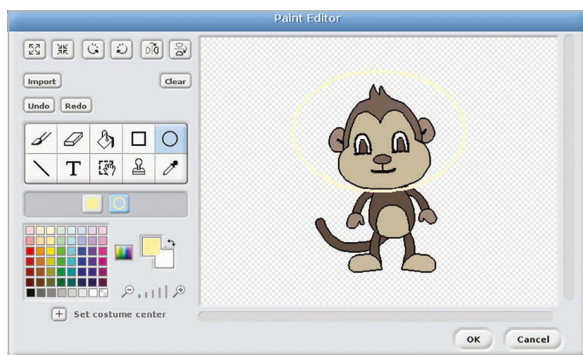 Paint Editor
Import
Clear
Undo
Redo
T
Set costume center
OK
Cancel